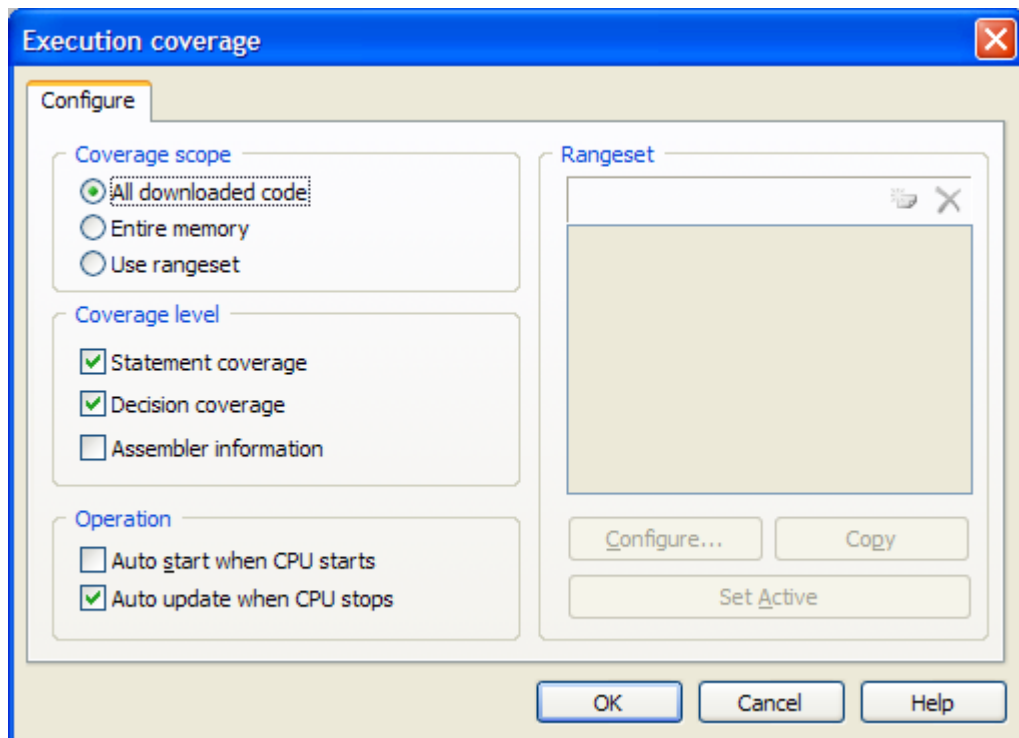 Execution coverage
Configure
Coverage scope
All downloaded code
Entire memory
Use rangeset
Coverage level
Statement coverage
Decision coverage
Assembler information
Operation
Auto start when CPU starts
Auto update when CPU stops
Rangeset
Configure...
Copy
Set Active
OK
Cancel
Help